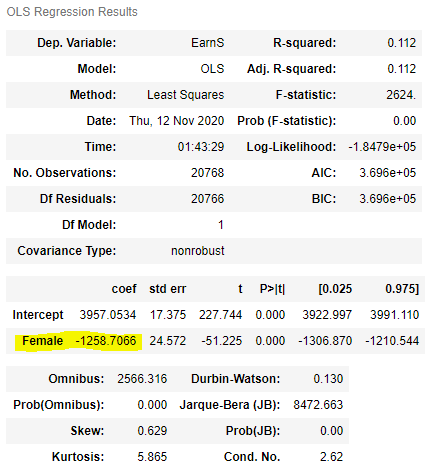 OLS Regression Results
Dep. Variable: EarnS R-squared: 0.112
Model: OLS Adj. R-squared: 0.112
Method: Least Squares F-statistic: 2624.
Date: Thu, 12 Nov 2020 Prob (F-statistic): 0.00
Time: 01:43:29 Log-Likelihood: -1.8479e+05
No. Observations: 20768 AIC: 3.696e+05
Df Residuals: 20766 BIC: 3.696e+05
Df Model: 1
Covariance Type: nonrobust
coef std err t P>|t| [0.025 0.975]
Intercept 3957.0534 17.375 227.744 0.000 3922.997 3991.110
Female -1258.7066 24.572 -51.225 0.000 -1306.870 -1210.544
Omnibus: 2566.316 Durbin-Watson: 0.130
Prob(Omnibus): 0.000 Jarque-Bera (JB): 8472.663
Skew: 0.629 Prob(JB): 0.00
Kurtosis: 5.865 Cond. No. 2.62